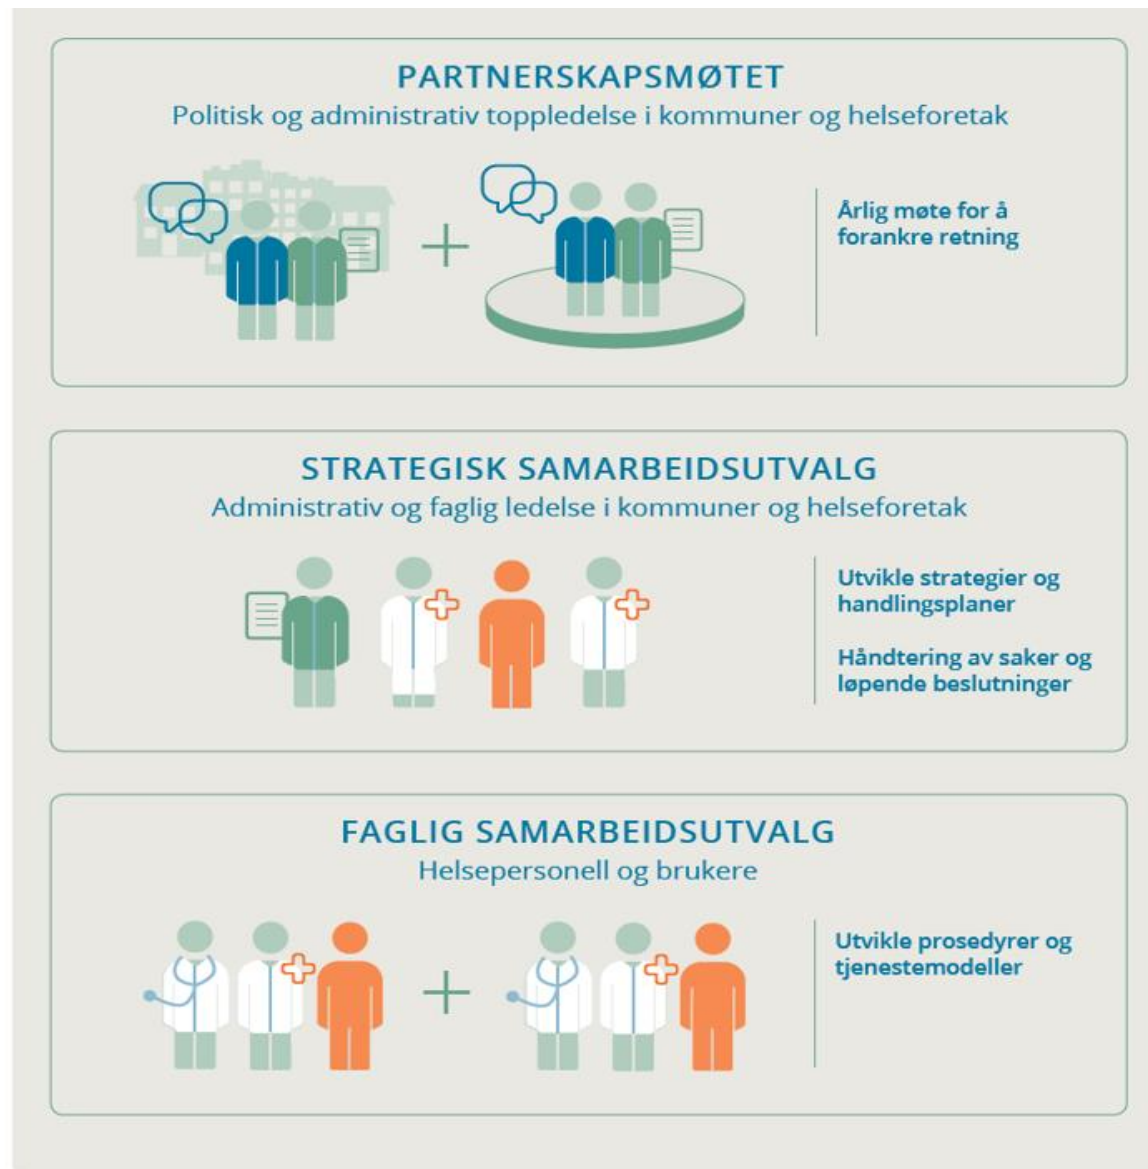 PARTNERSKAPSMØTET
Politisk og administrativ toppledelse i kommuner og helseforetak
Årlig møte for å
forankre retning
STRATEGISK SAMARBEIDSUTVALG
Administrativ og faglig ledelse i kommuner og helseforetak
Utvikle strategier og
handlingsplaner
Håndtering av saker og
løpende beslutninger
FAGLIG SAMARBEIDSUTVALG
Helsepersonell og brukere
Utvikle prosedyrer og
tjenestemodeller